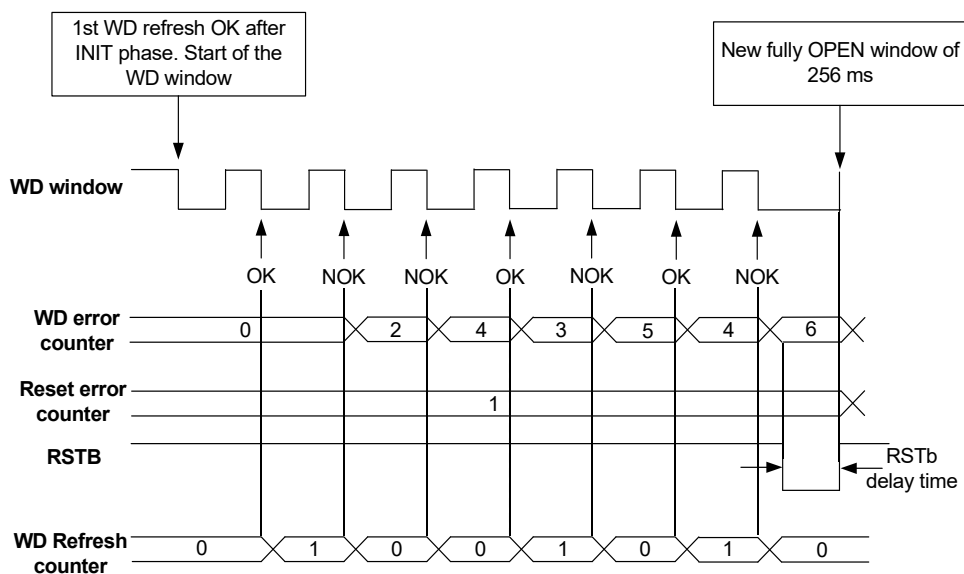 1st WD refresh OK after
INIT phase. Start of the
WD window
New fully OPEN window of
256 ms
WD window
OK NOK NOK OK NOK OK NOK
WD error
counter
0 2 4 3 5 4 6
Reset error
counter
1
RSTB
RSTb
delay time
WD Refresh
counter
0 1 0 0 1 0 1 0